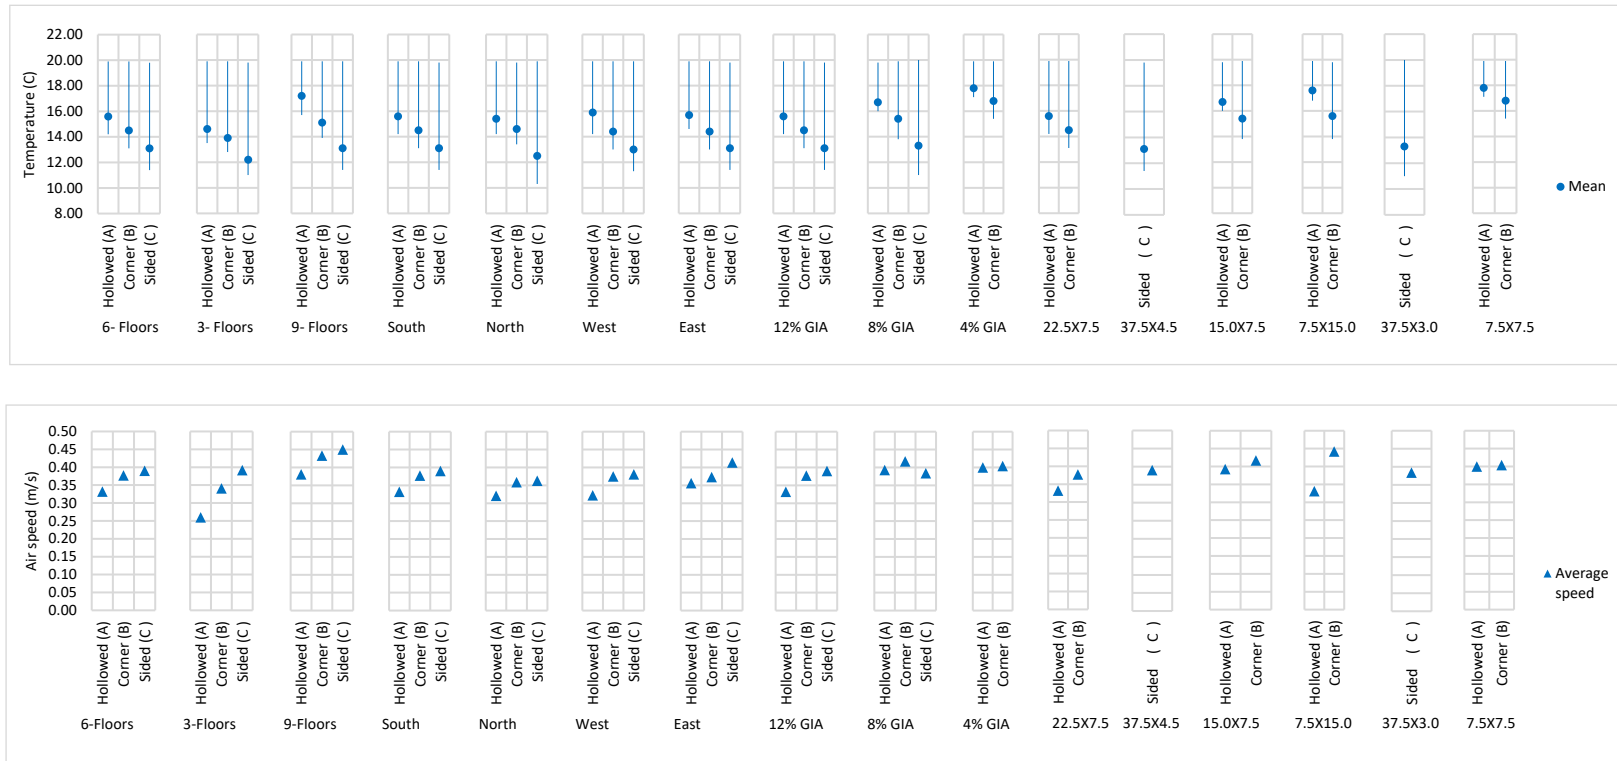 22.00
20.00
18.00
16.00
14.00
12.00
10.00
8.00
Temperature (C)
Hollowed (A)
Corner (B)
Sided (C )
Hollowed (A)
Corner (B)
Sided (C )
Hollowed (A)
Corner (B)
Sided (C )
Hollowed (A)
Corner (B)
Sided (C )
Hollowed (A)
Corner (B)
Sided (C )
Hollowed (A)
Corner (B)
Sided (C )
Hollowed (A)
Corner (B)
Sided (C )
Hollowed (A)
Corner (B)
Sided (C )
Hollowed (A)
Corner (B)
Sided (C )
Hollowed (A)
Corner (B)
Hollowed (A)
Corner (B)
Sided ( C )
Hollowed (A)
Corner (B)
Hollowed (A)
Corner (B)
Sided ( C )
Hollowed (A)
Corner (B)
6- Floors 3- Floors 9- Floors South North West East 12% GIA 8% GIA 4% GIA 22.5X7.5 37.5X4.5 15.0X7.5 7.5X15.0 37.5X3.0 7.5X7.5
Mean
0.50
0.45
0.40
0.35
0.30
0.25
0.20
0.15
0.10
0.05
0.00
Air speed (m/s)
Hollowed (A)
Corner (B)
Sided (C )
Hollowed (A)
Corner (B)
Sided (C )
Hollowed (A)
Corner (B)
Sided (C )
Hollowed (A)
Corner (B)
Sided (C )
Hollowed (A)
Corner (B)
Sided (C )
Hollowed (A)
Corner (B)
Sided (C )
Hollowed (A)
Corner (B)
Sided (C )
Hollowed (A)
Corner (B)
Sided (C )
Hollowed (A)
Corner (B)
Sided (C )
Hollowed (A)
Corner (B)
Hollowed (A)
Corner (B)
Sided ( C )
Hollowed (A)
Corner (B)
Hollowed (A)
Corner (B)
Sided ( C )
Hollowed (A)
Corner (B)
6-Floors 3-Floors 9-Floors South North West East 12% GIA 8% GIA 4% GIA 22.5X7.5 37.5X4.5 15.0X7.5 7.5X15.0 37.5X3.0 7.5X7.5
Average
speed